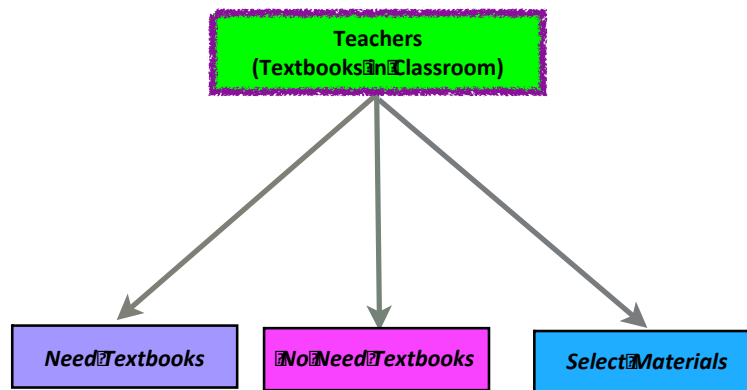 Teachers
(Textbooks in Classroom)
Need Textbooks
No Need Textbooks
Select Materials